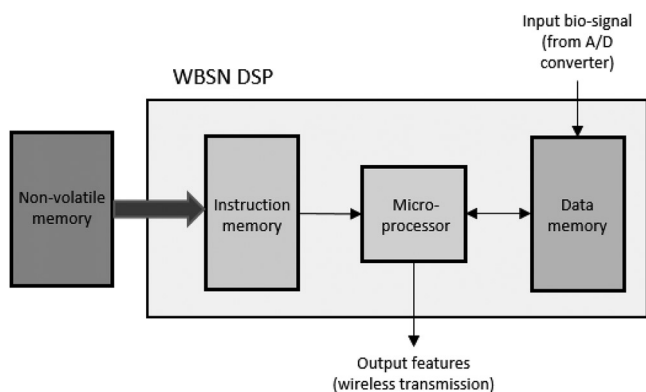 Input bio-signal
(from A/D
converter)
WBSN DSP
Non-volatile
memory
Instruction
memory
Micro-
processor
Data
memory
Output features
(wireless transmission)